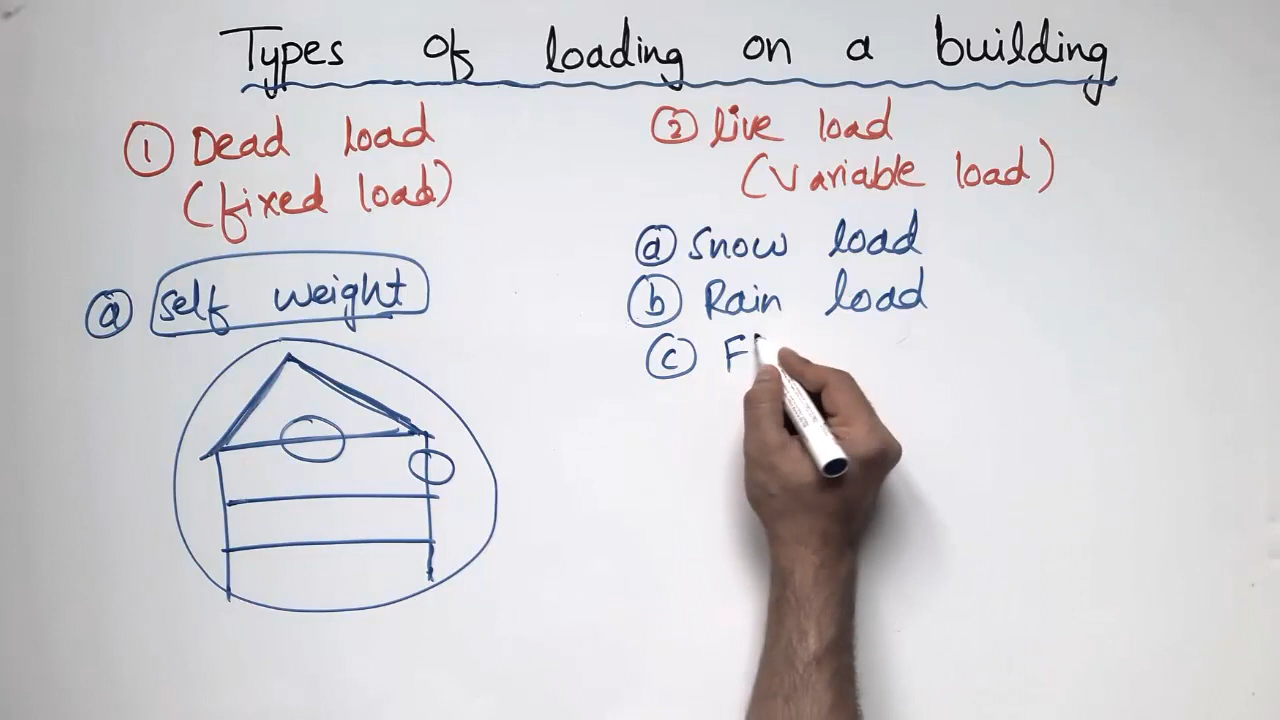 Types of loading on a building
① Dead load
(fixed load)
ⓐ self weight
② live load
(Variable load)
ⓐ Snow load
ⓑ Rain load
ⓒ F